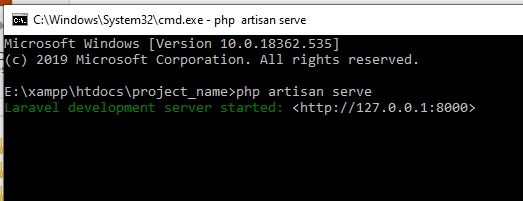 C:\Windows\System32\cmd.exe - php  artisan serve
Microsoft Windows [Version 10.0.18362.535]
(c) 2019 Microsoft Corporation. All rights reserved.
E:\xampp\htdocs\project_name>php artisan serve
Laravel development server started: <http://127.0.0.1:8000>